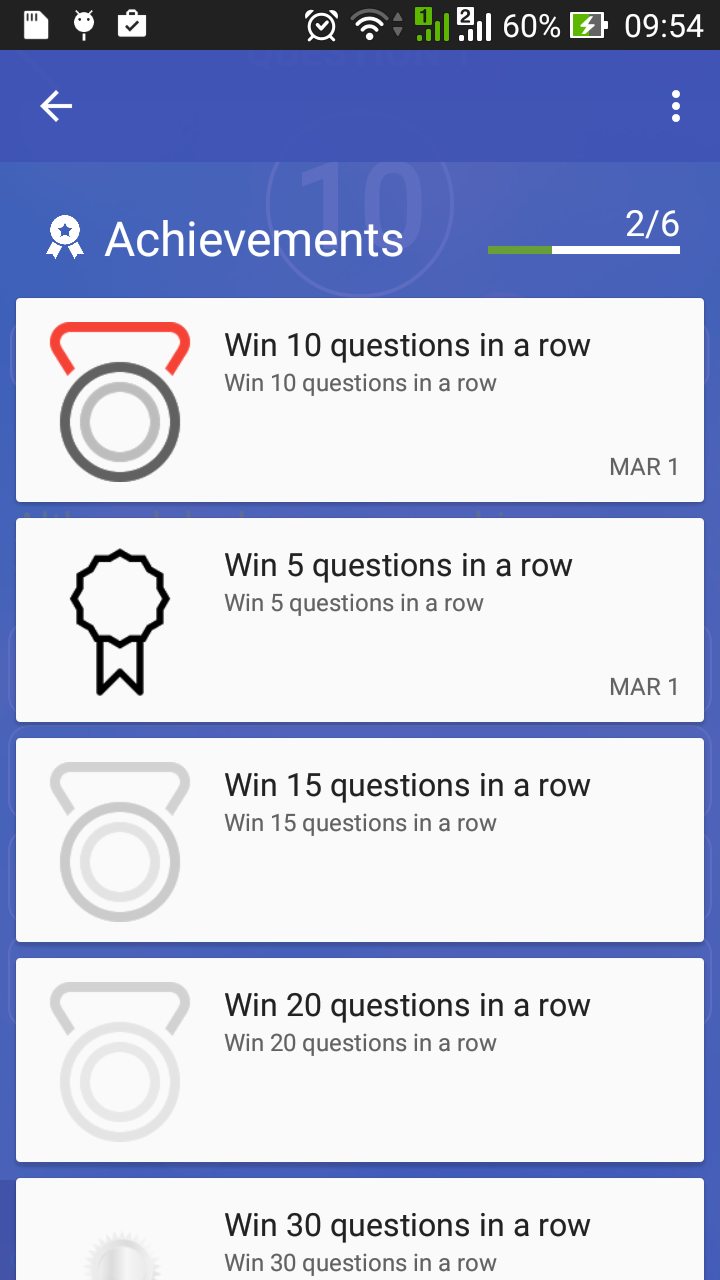 1 2 60% 09:54
QUESTION
10
Achievements
2/6
Win 10 questions in a row
Win 10 questions in a row
MAR 1
Win 5 questions in a row
Win 5 questions in a row
MAR 1
Win 15 questions in a row
Win 15 questions in a row
Win 20 questions in a row
Win 20 questions in a row
Win 30 questions in a row
Win 30 questions in a row